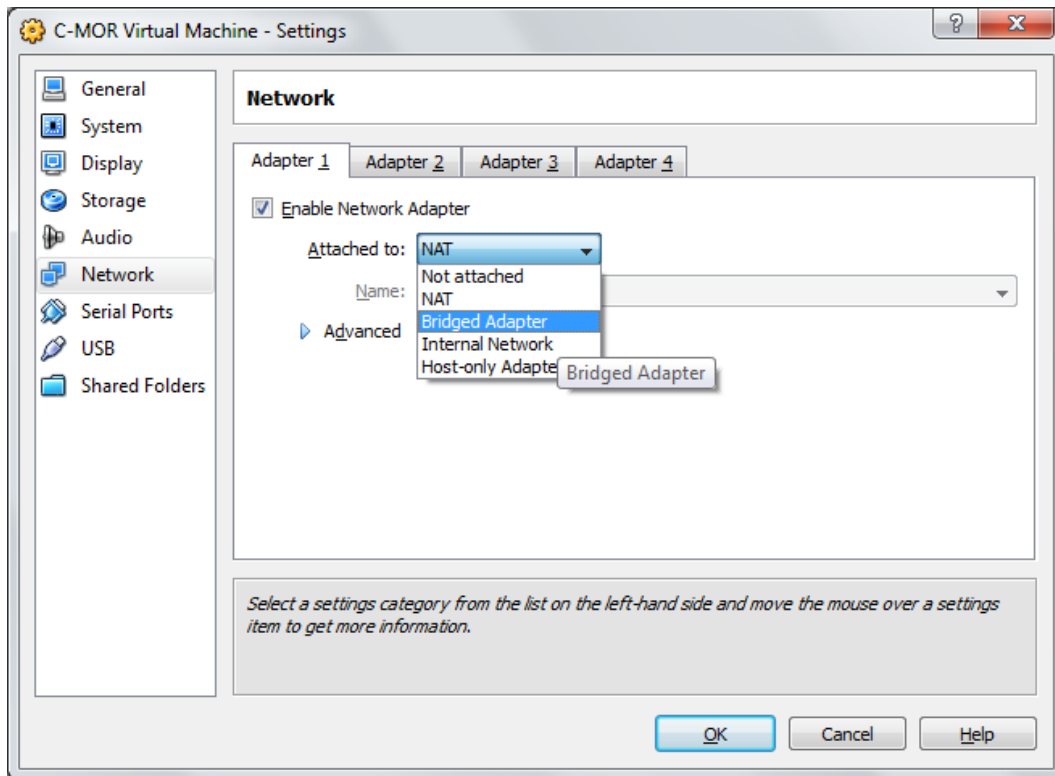 C-MOR Virtual Machine - Settings
General
System
Display
Storage
Audio
Network
Serial Ports
USB
Shared Folders
Network
Adapter 1 Adapter 2 Adapter 3 Adapter 4
Enable Network Adapter
Attached to: NAT
Not attached
NAT
Bridged Adapter
Internal Network
Host-only Adapte
Bridged Adapter
Name:
Advanced
Select a settings category from the list on the left-hand side and move the mouse over a settings
item to get more information.
OK Cancel Help